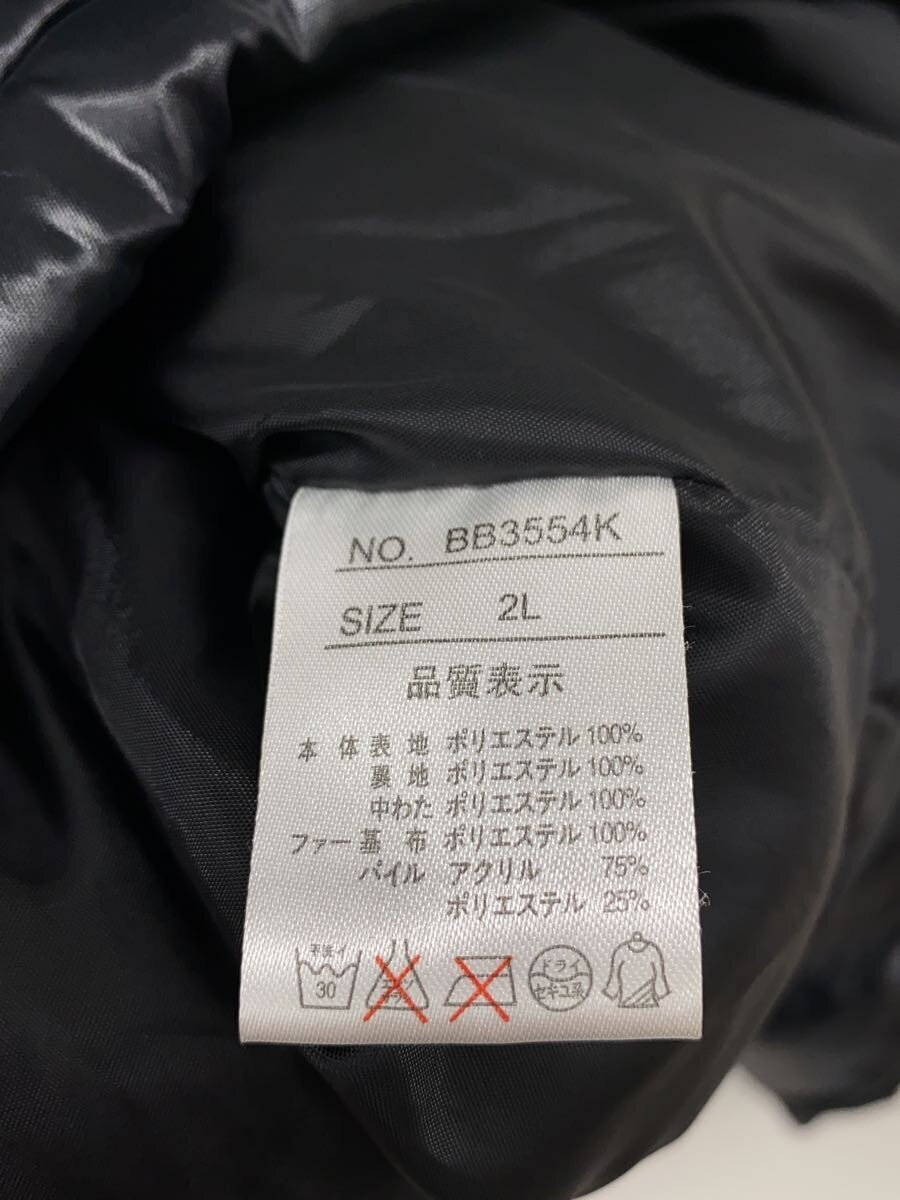 NO. BB3554K
SIZE 2L
品質表示
本体表地 ポリエステル 100%
裏地 ポリエステル 100%
中わた ポリエステル 100%
ファー基布 ポリエステル 100%
パイル アクリル 75%
ポリエステル 25%
手洗イ
30
ドライ
セキユ系